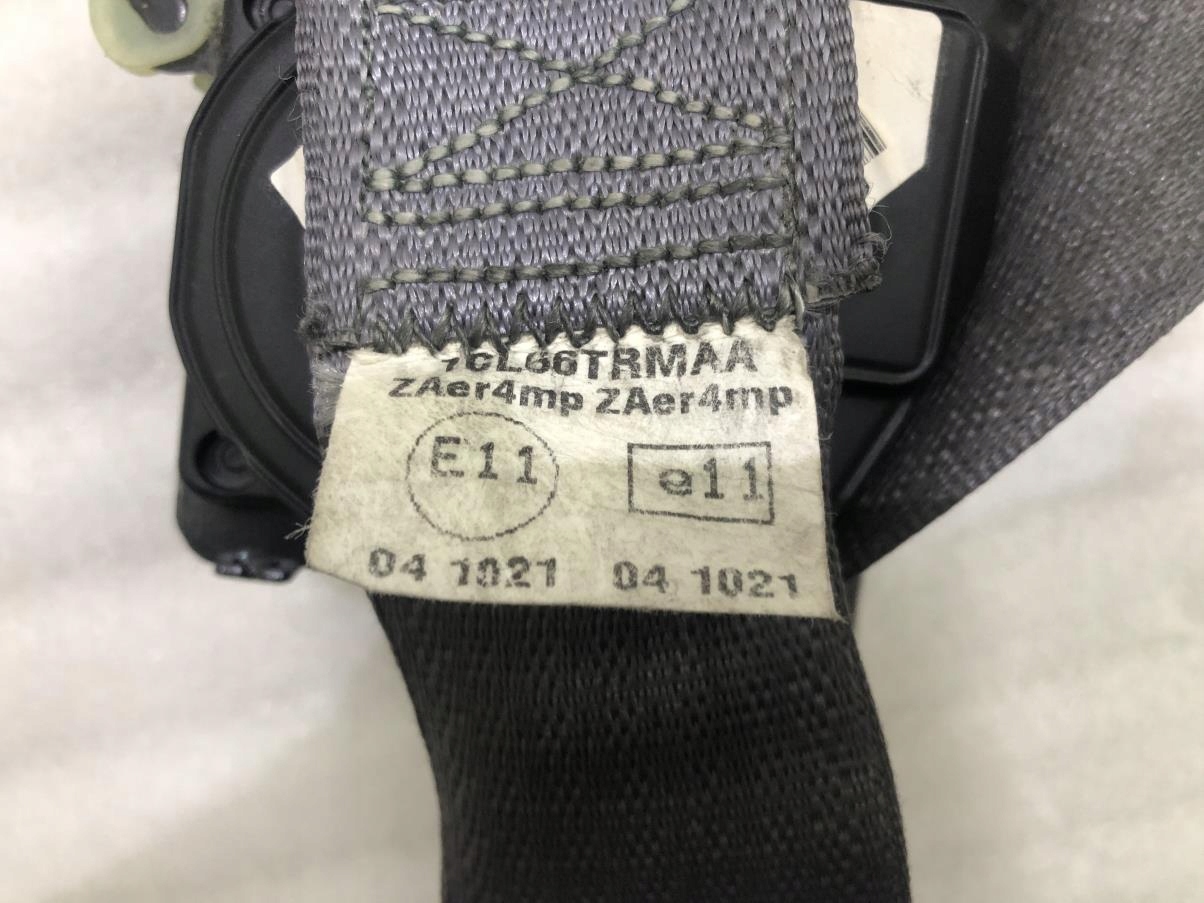 7CL66TRMAA
ZAer4mp ZAer4mp
E11 e11
04 1021 04 1021